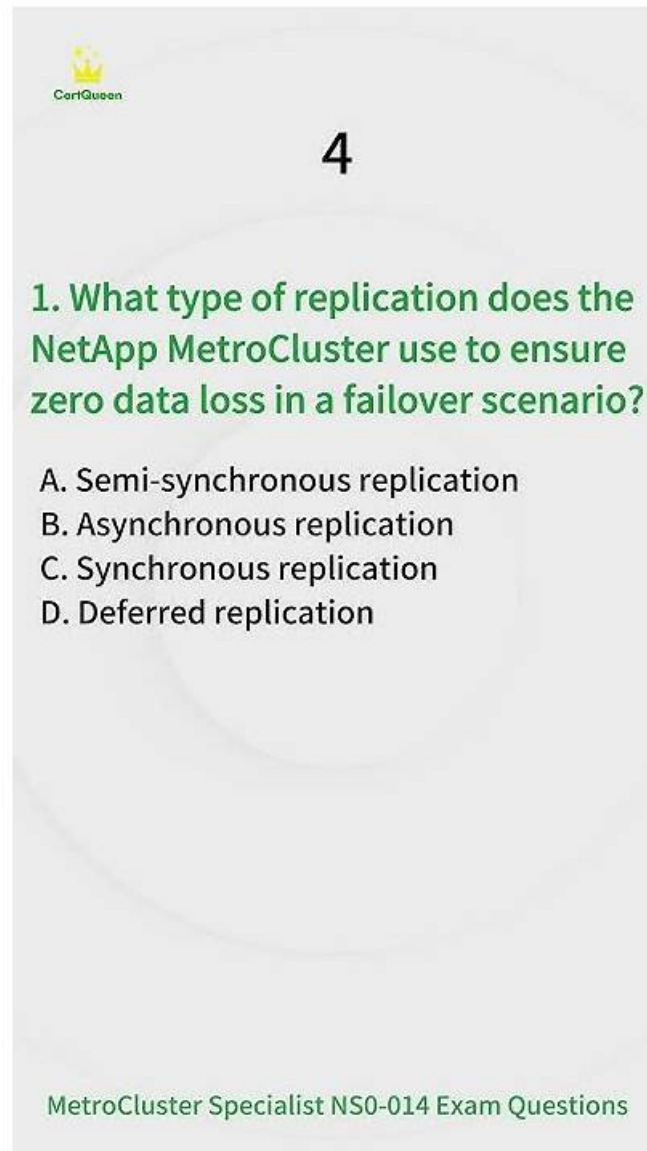 CertQueen
4
1. What type of replication does the
NetApp MetroCluster use to ensure
zero data loss in a failover scenario?
A. Semi-synchronous replication
B. Asynchronous replication
C. Synchronous replication
D. Deferred replication
MetroCluster Specialist NS0-014 Exam Questions